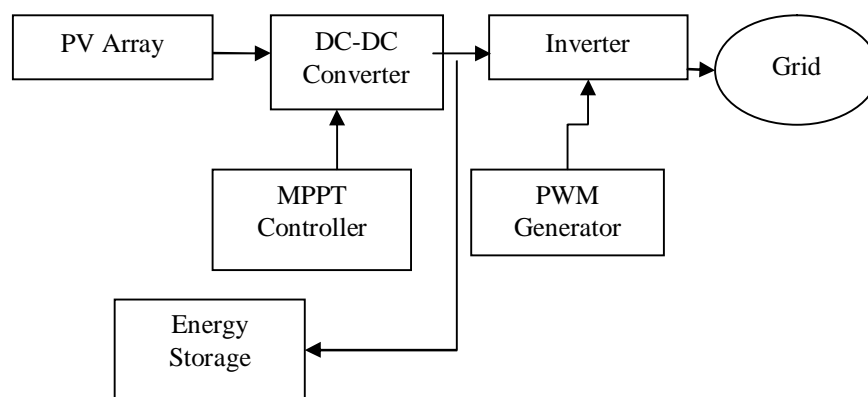 PV Array
DC-DC
Converter
Inverter
Grid
MPPT
Controller
PWM
Generator
Energy
Storage